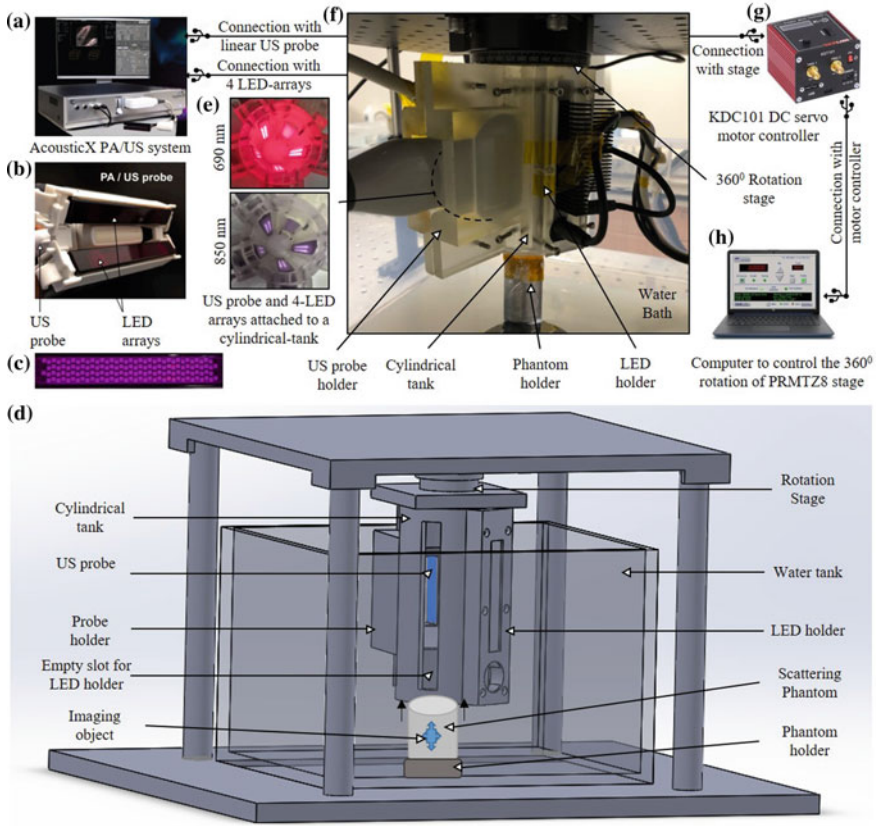 (a)
Connection with
linear US probe
Connection with
4 LED-arrays
AcousticX PA/US system
(b)
PA / US probe
US
probe
LED
arrays
(c)
(e)
690 nm
850 nm
US probe and 4-LED
arrays attached to a
cylindrical-tank
(f)
Water
Bath
US probe
holder
Cylindrical
tank
Phantom
holder
LED
holder
360⁰ Rotation
stage
(g)
Connection
with stage
KDC101 DC servo
motor controller
Connection with
motor controller
(h)
Computer to control the 360⁰
rotation of PRMTZ8 stage
(d)
Cylindrical
tank
US probe
Probe
holder
Empty slot for
LED holder
Imaging
object
Rotation
Stage
Water tank
LED holder
Scattering
Phantom
Phantom
holder